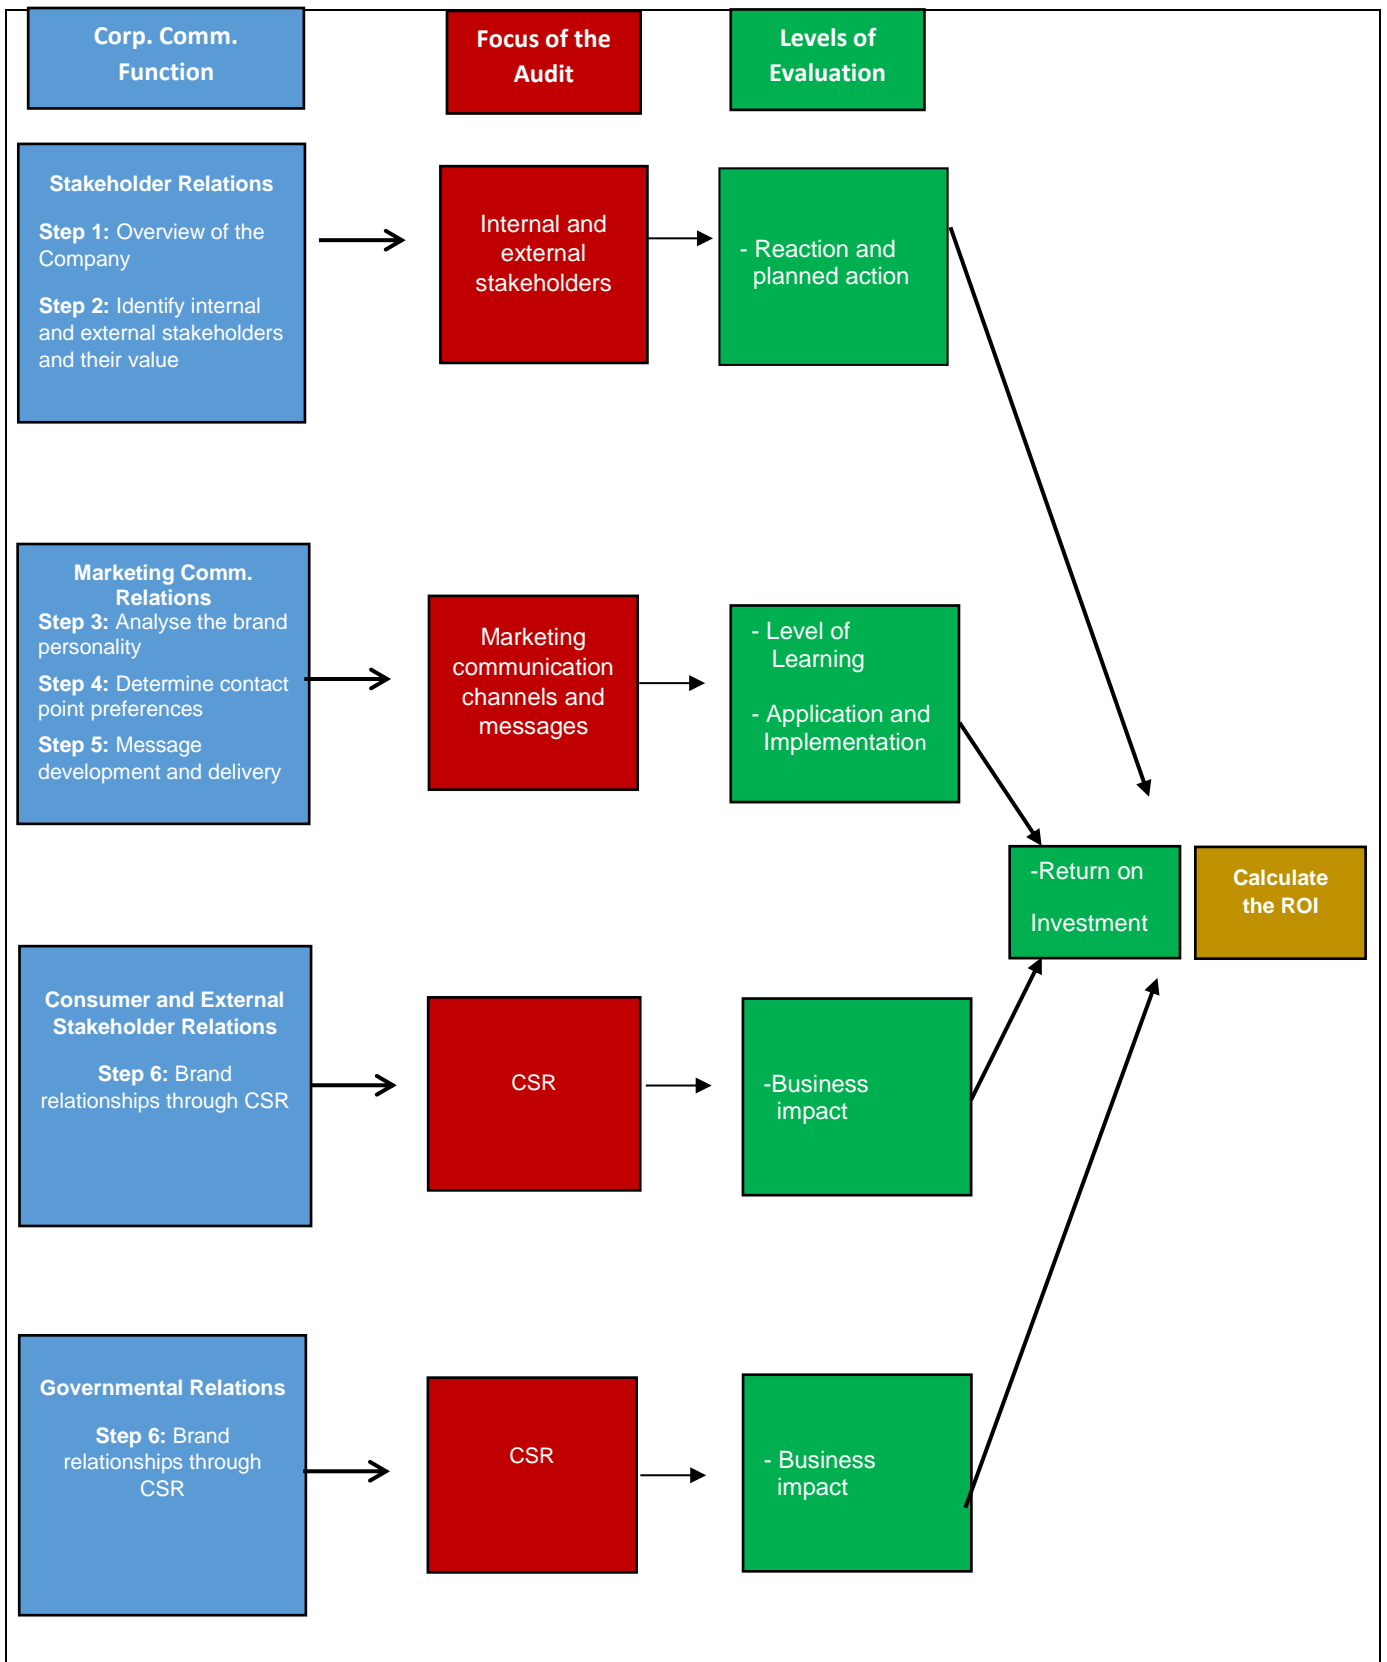 Corp. Comm.
Function
Focus of the
Audit
Levels of
Evaluation
Stakeholder Relations
Step 1: Overview of the
Company
Step 2: Identify internal
and external stakeholders
and their value
Internal and
external
stakeholders
- Reaction and
planned action
Marketing Comm.
Relations
Step 3: Analyse the brand
personality
Step 4: Determine contact
point preferences
Step 5: Message
development and delivery
Marketing
communication
channels and
messages
- Level of
Learning
- Application and
Implementation
-Return on
Investment
Calculate
the ROI
Consumer and External
Stakeholder Relations
Step 6: Brand
relationships through CSR
CSR
-Business
impact
Governmental Relations
Step 6: Brand
relationships through
CSR
CSR
- Business
impact